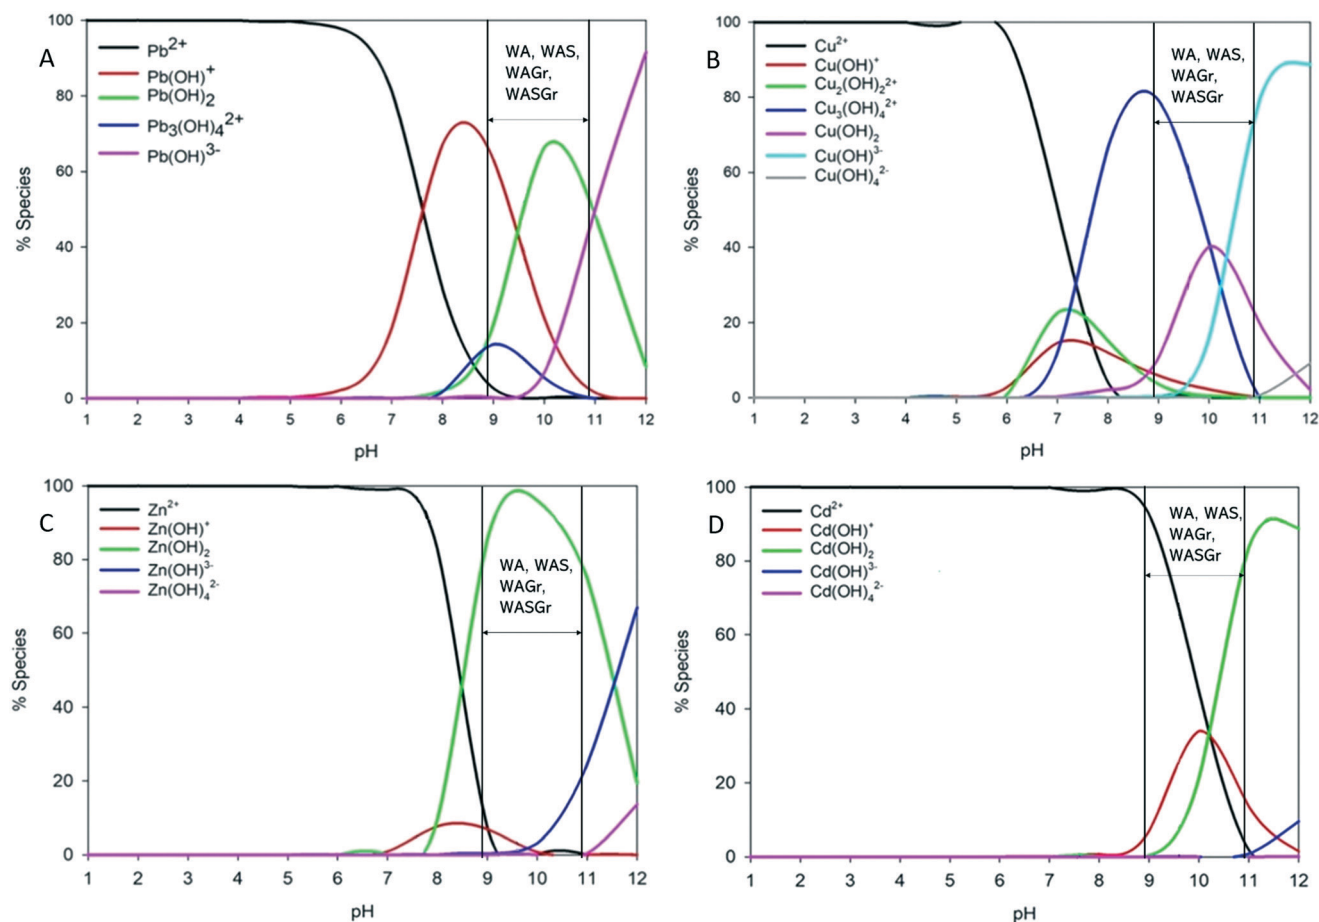 A
Pb²⁺
Pb(OH)⁺
Pb(OH)₂
Pb₃(OH)₄²⁺
Pb(OH)³⁻
WA, WAS,
WAGr,
WASGr
% Species
100
80
60
40
20
0
1 2 3 4 5 6 7 8 9 10 11 12
pH
B
Cu²⁺
Cu(OH)⁺
Cu₂(OH)₂²⁺
Cu₃(OH)₄²⁺
Cu(OH)₂
Cu(OH)³⁻
Cu(OH)₄²⁻
WA, WAS,
WAGr,
WASGr
% Species
100
80
60
40
20
0
1 2 3 4 5 6 7 8 9 10 11 12
pH
C
Zn²⁺
Zn(OH)⁺
Zn(OH)₂
Zn(OH)³⁻
Zn(OH)₄²⁻
WA, WAS,
WAGr,
WASGr
% Species
100
80
60
40
20
0
1 2 3 4 5 6 7 8 9 10 11 12
pH
D
Cd²⁺
Cd(OH)⁺
Cd(OH)₂
Cd(OH)³⁻
Cd(OH)₄²⁻
WA, WAS,
WAGr,
WASGr
% Species
100
80
60
40
20
0
1 2 3 4 5 6 7 8 9 10 11 12
pH